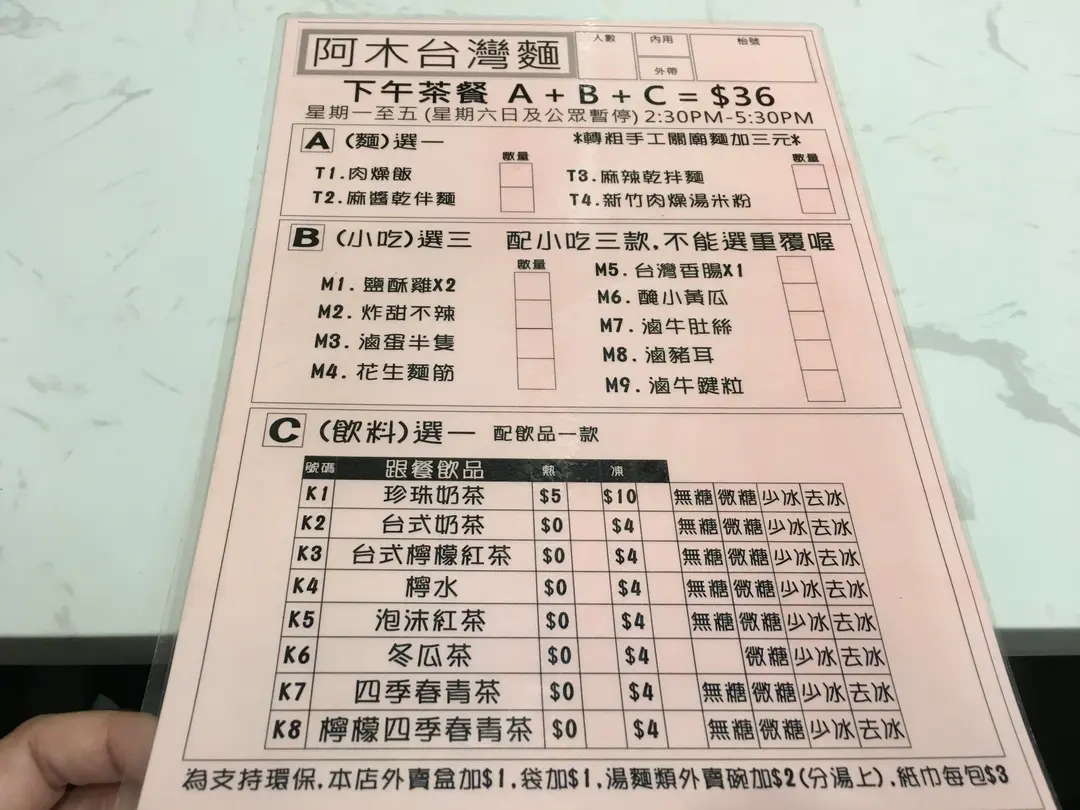 阿木台灣麵
人數
內用
外帶
枱號
下午茶餐 A + B + C = $36
星期一至五 (星期六日及公眾暫停) 2:30PM-5:30PM
A (麵)選一 *轉粗手工關廟麵加三元*
數量 數量
T1.肉燥飯 T3.麻辣乾拌麵
T2.麻醬乾伴麵 T4.新竹肉燥湯米粉
B (小吃)選三 配小吃三款,不能選重覆喔
數量
M1.鹽酥雞X2
M2.炸甜不辣
M3.滷蛋半隻
M4.花生麵筋
M5.台灣香腸X1
M6.醃小黃瓜
M7.滷牛肚絲
M8.滷豬耳
M9.滷牛腱粒
C (飲料)選一 配飲品一款
號碼 跟餐飲品 熱 凍
K1 珍珠奶茶 $5 $10 無糖 微糖 少冰 去冰
K2 台式奶茶 $0 $4 無糖 微糖 少冰 去冰
K3 台式檸檬紅茶 $0 $4 無糖 微糖 少冰 去冰
K4 檸水 $0 $4 無糖 微糖 少冰 去冰
K5 泡沫紅茶 $0 $4 無糖 微糖 少冰 去冰
K6 冬瓜茶 $0 $4 微糖 少冰 去冰
K7 四季春青茶 $0 $4 無糖 微糖 少冰 去冰
K8 檸檬四季春青茶 $0 $4 無糖 微糖 少冰 去冰
為支持環保,本店外賣盒加$1,袋加$1,湯麵類外賣碗加$2(分湯上),紙巾每包$3